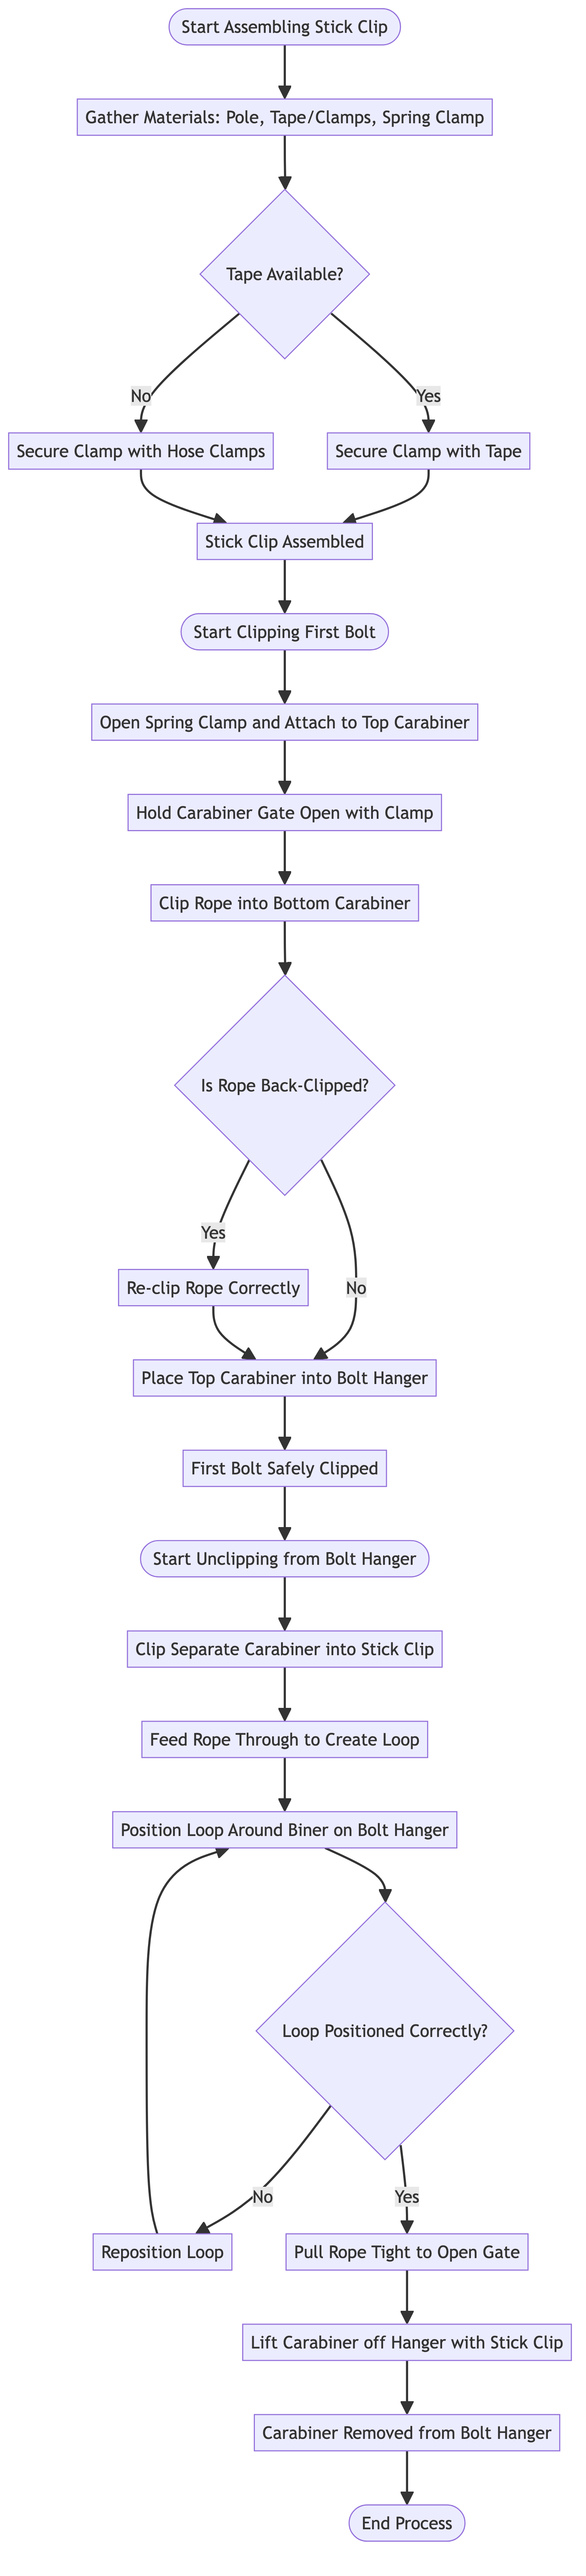 Start Assembling Stick Clip
Gather Materials: Pole, Tape/Clamps, Spring Clamp
Tape Available?
No
Yes
Secure Clamp with Hose Clamps
Secure Clamp with Tape
Stick Clip Assembled
Start Clipping First Bolt
Open Spring Clamp and Attach to Top Carabiner
Hold Carabiner Gate Open with Clamp
Clip Rope into Bottom Carabiner
Is Rope Back-Clipped?
Yes
Re-clip Rope Correctly
No
Place Top Carabiner into Bolt Hanger
First Bolt Safely Clipped
Start Unclipping from Bolt Hanger
Clip Separate Carabiner into Stick Clip
Feed Rope Through to Create Loop
Position Loop Around Biner on Bolt Hanger
Loop Positioned Correctly?
No
Yes
Reposition Loop
Pull Rope Tight to Open Gate
Lift Carabiner off Hanger with Stick Clip
Carabiner Removed from Bolt Hanger
End Process